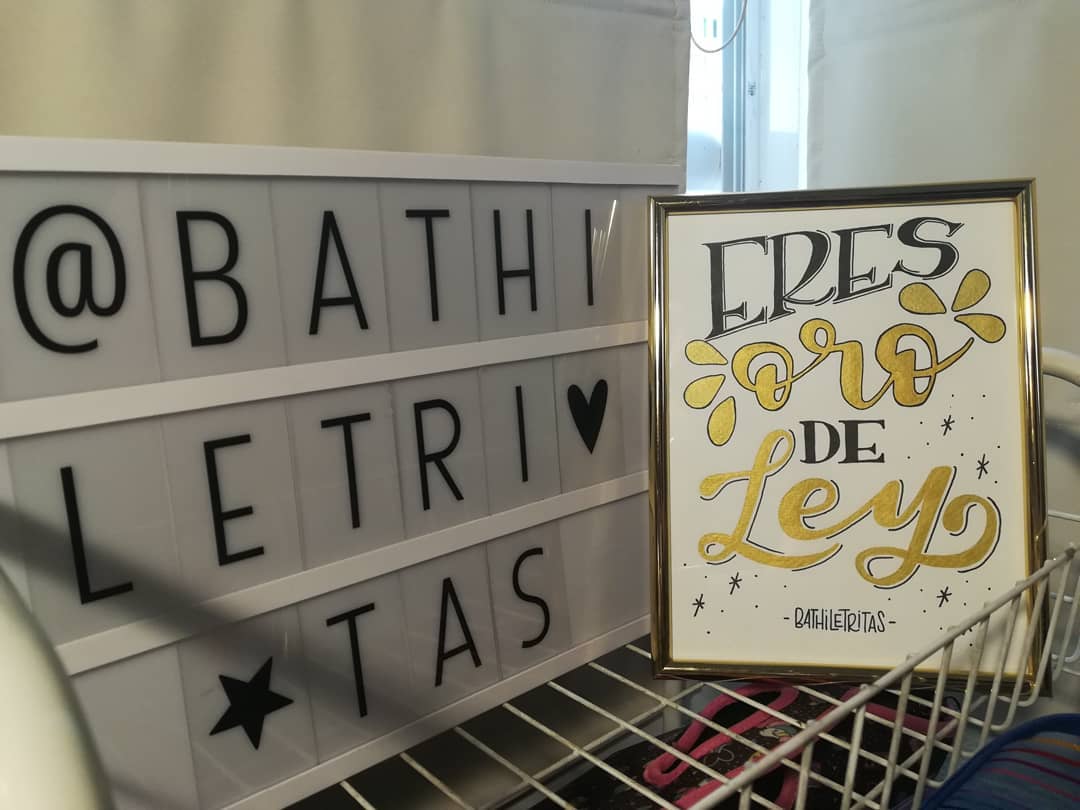 @BATHI
LETRI♥
★TAS
ERES
oro
DE
Ley
-BATHILETRITAS-